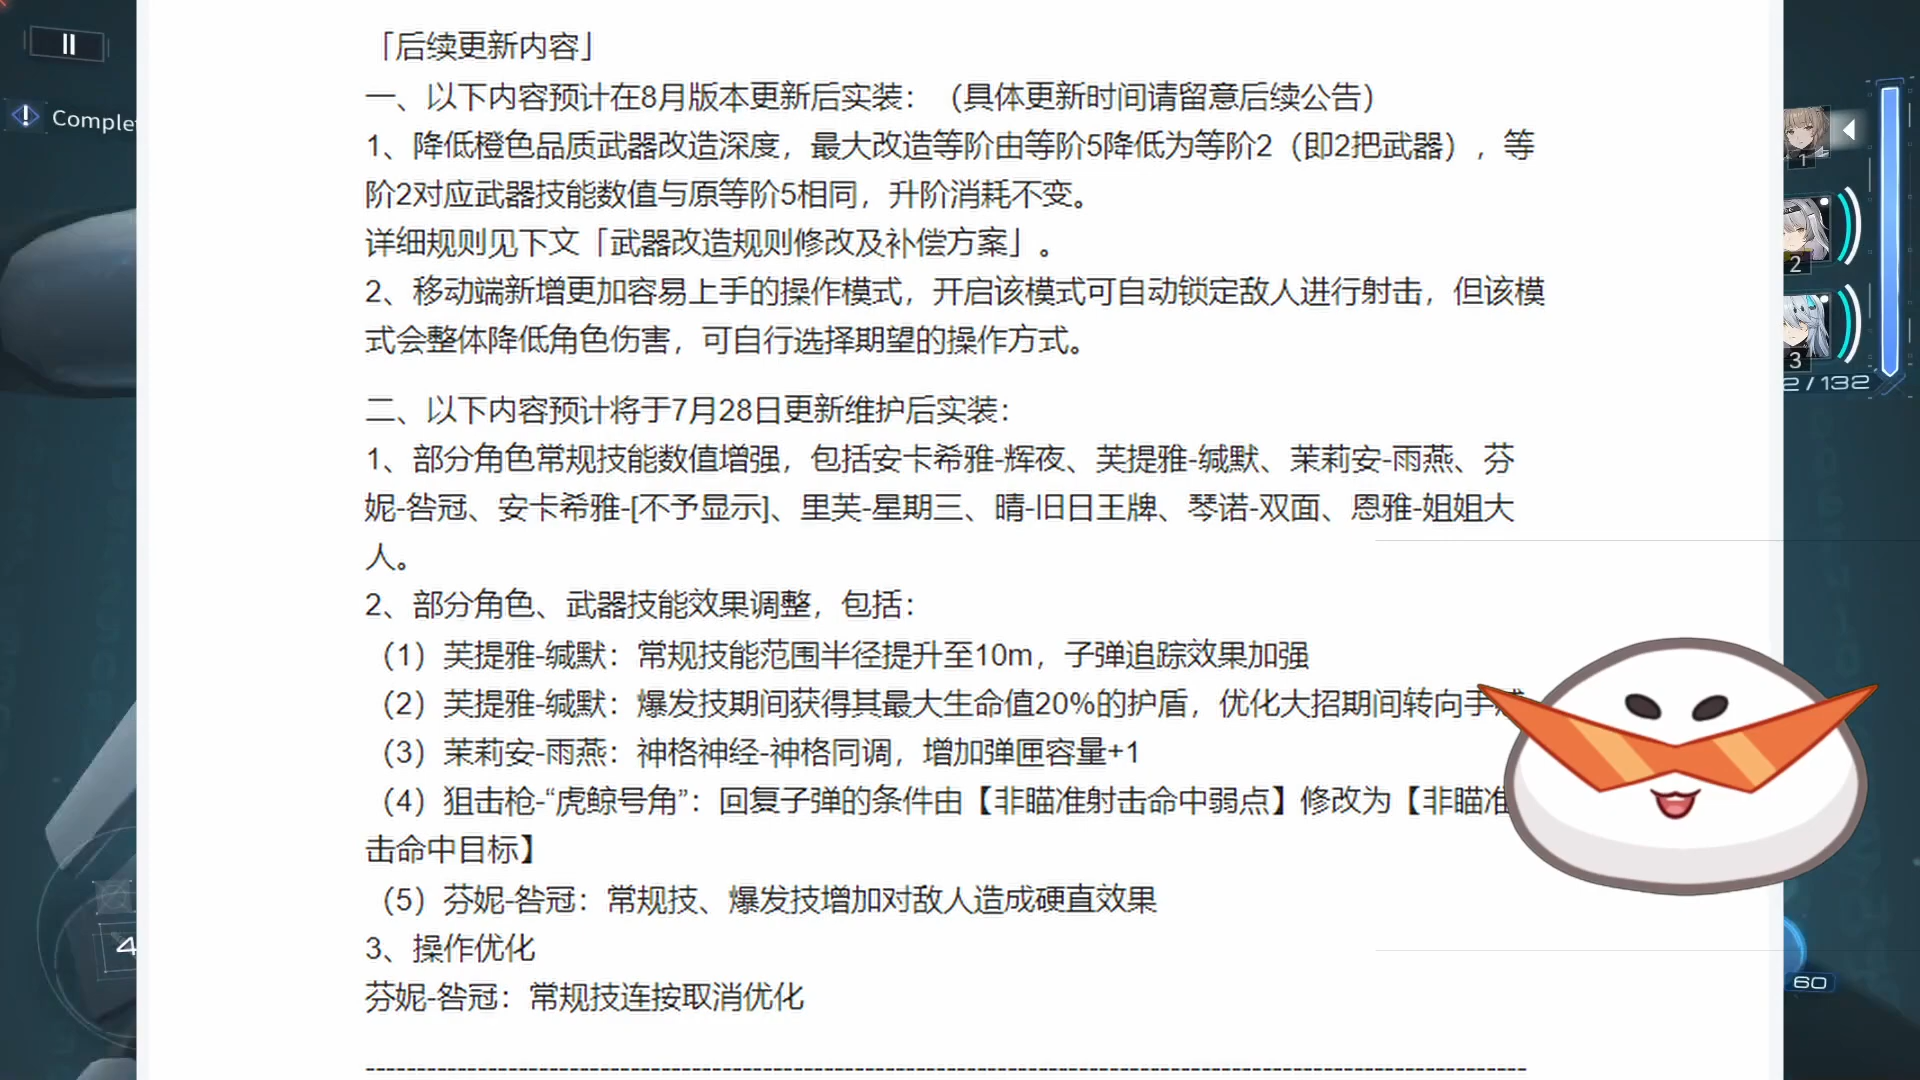 「后续更新内容」
一、以下内容预计在8月版本更新后实装：（具体更新时间请留意后续公告）
Comple
1、降低橙色品质武器改造深度，最大改造等阶由等阶5降低为等阶2（即2把武器），等
1
阶2对应武器技能数值与原等阶5相同，升阶消耗不变。
详细规则见下文「武器改造规则修改及补偿方案」。
2
2、移动端新增更加容易上手的操作模式，开启该模式可自动锁定敌人进行射击，但该模
式会整体降低角色伤害，可自行选择期望的操作方式。
3
2/132
二、以下内容预计将于7月28日更新维护后实装：
1、部分角色常规技能数值增强，包括安卡希雅-辉夜、芙提雅-缄默、茉莉安-雨燕、芬
妮-咎冠、安卡希雅-[不予显示]、里芙-星期三、晴-旧日王牌、琴诺-双面、恩雅-姐姐大
人。
2、部分角色、武器技能效果调整，包括：
（1）芙提雅-缄默：常规技能范围半径提升至10m，子弹追踪效果加强
（2）芙提雅-缄默：爆发技期间获得其最大生命值20%的护盾，优化大招期间转向手
（3）茉莉安-雨燕：神格神经-神格同调，增加弹匣容量+1
（4）狙击枪-“虎鲸号角”：回复子弹的条件由【非瞄准射击命中弱点】修改为【非瞄准
击命中目标】
（5）芬妮-咎冠：常规技、爆发技增加对敌人造成硬直效果
3、操作优化
4
60
芬妮-咎冠：常规技连按取消优化